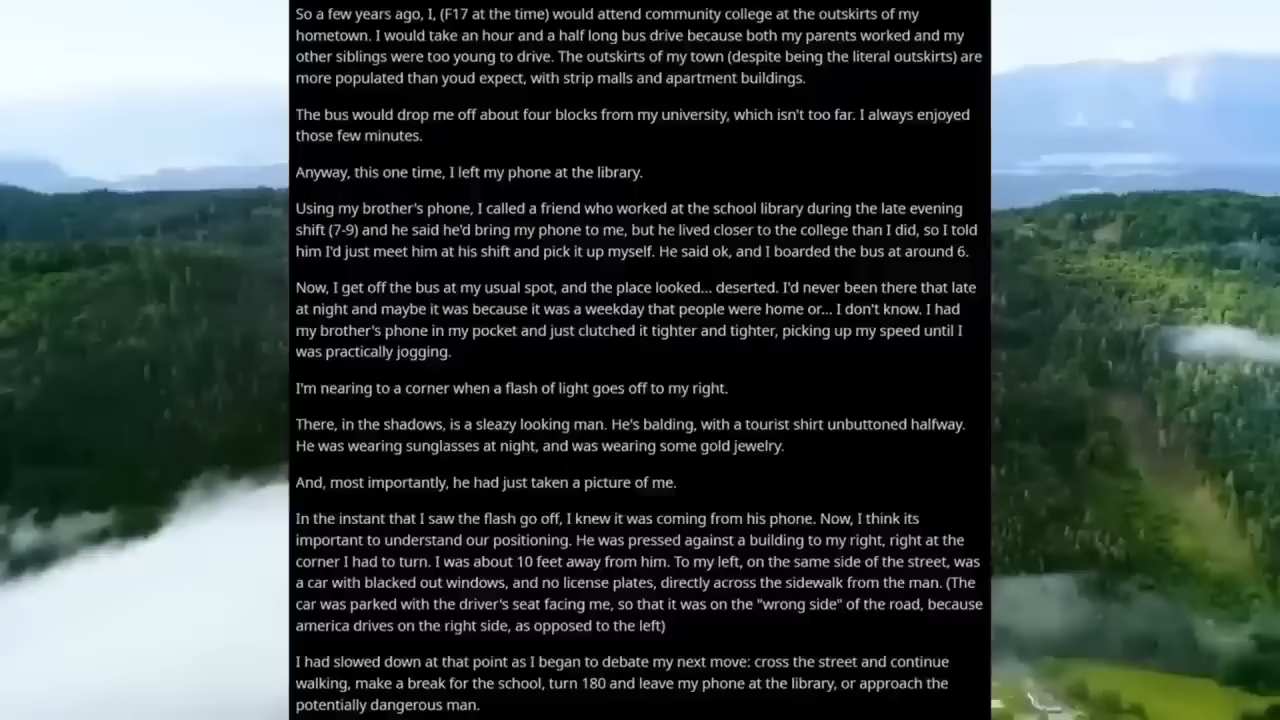 So a few years ago, I, (F17 at the time) would attend community college at the outskirts of my
hometown. I would take an hour and a half long bus drive because both my parents worked and my
other siblings were too young to drive. The outskirts of my town (despite being the literal outskirts) are
more populated than youd expect, with strip malls and apartment buildings.
The bus would drop me off about four blocks from my university, which isn't too far. I always enjoyed
those few minutes.
Anyway, this one time, I left my phone at the library.
Using my brother's phone, I called a friend who worked at the school library during the late evening
shift (7-9) and he said he'd bring my phone to me, but he lived closer to the college than I did, so I told
him I'd just meet him at his shift and pick it up myself. He said ok, and I boarded the bus at around 6.
Now, I get off the bus at my usual spot, and the place looked... deserted. I'd never been there that late
at night and maybe it was because it was a weekday that people were home or... I don't know. I had
my brother's phone in my pocket and just clutched it tighter and tighter, picking up my speed until I
was practically jogging.
I'm nearing to a corner when a flash of light goes off to my right.
There, in the shadows, is a sleazy looking man. He's balding, with a tourist shirt unbuttoned halfway.
He was wearing sunglasses at night, and was wearing some gold jewelry.
And, most importantly, he had just taken a picture of me.
In the instant that I saw the flash go off, I knew it was coming from his phone. Now, I think its
important to understand our positioning. He was pressed against a building to my right, right at the
corner I had to turn. I was about 10 feet away from him. To my left, on the same side of the street, was
a car with blacked out windows, and no license plates, directly across the sidewalk from the man. (The
car was parked with the driver's seat facing me, so that it was on the "wrong side" of the road, because
america drives on the right side, as opposed to the left)
I had slowed down at that point as I began to debate my next move: cross the street and continue
walking, make a break for the school, turn 180 and leave my phone at the library, or approach the
potentially dangerous man.